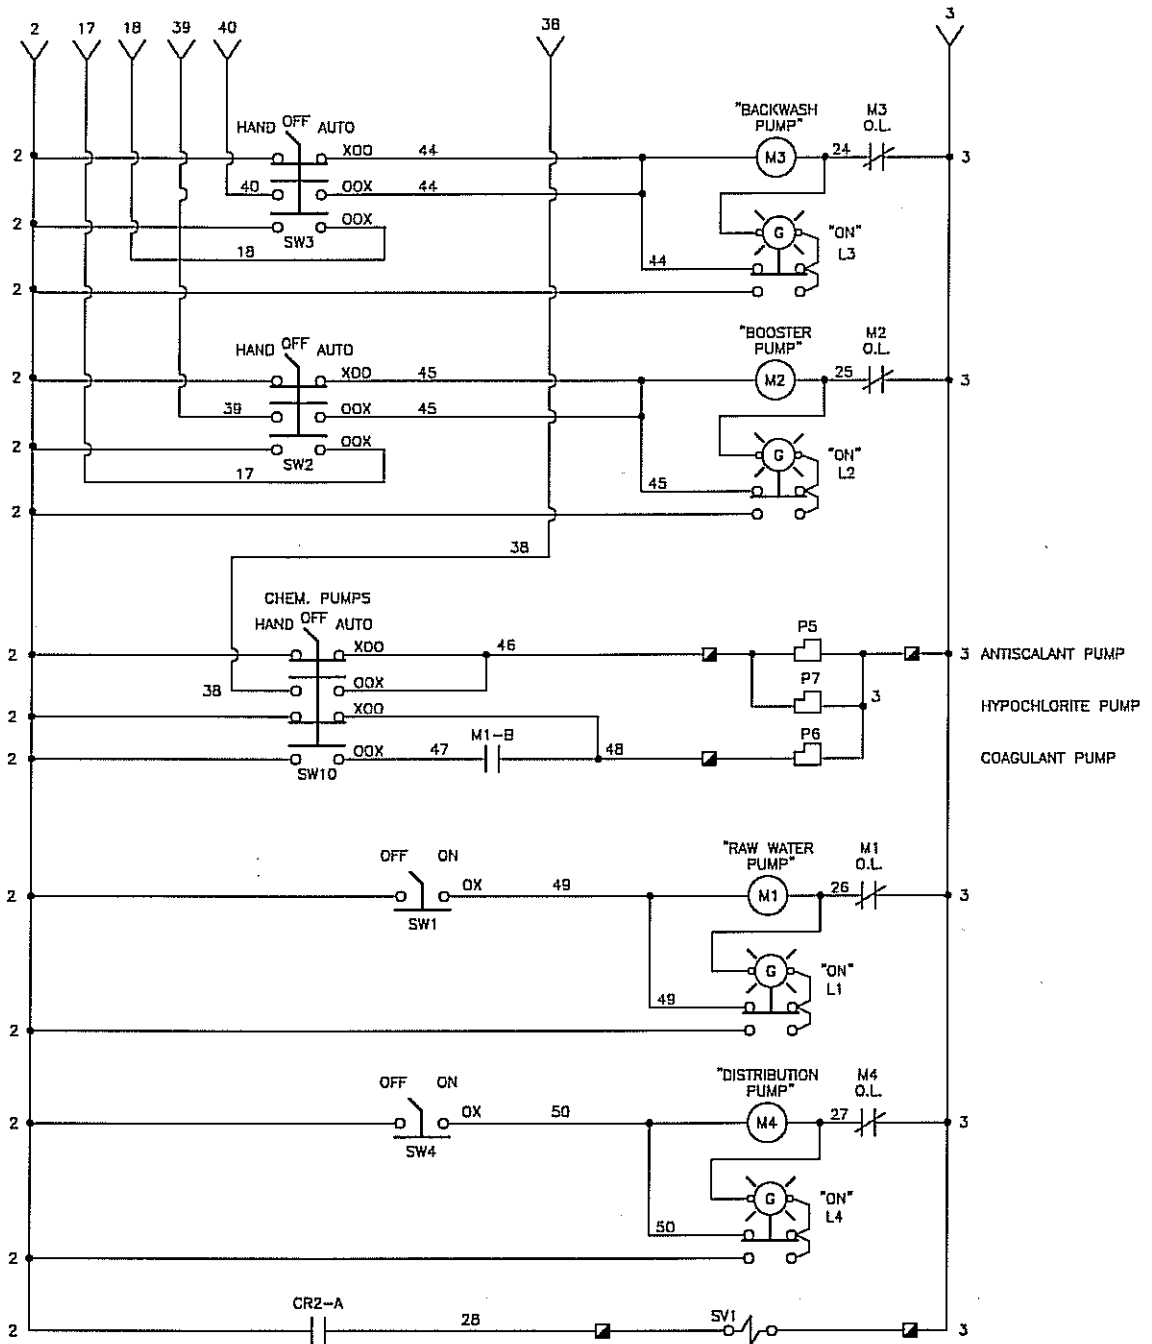 2 17 18 39 40 38 3
"BACKWASH PUMP" M3 O.L.
HAND OFF AUTO
2 XOO 44 M3 24 3
40 OOX 44
2 OOX G "ON" L3
SW3
18 44
2
"BOOSTER PUMP" M2 O.L.
HAND OFF AUTO
2 XOO 45 M2 25 3
39 OOX 45
2 OOX G "ON" L2
SW2
17 45
2
38
CHEM. PUMPS
HAND OFF AUTO
2 XOO 46 P5 3 ANTISCALANT PUMP
38 OOX P7 3 HYPOCHLORITE PUMP
2 XOO
2 OOX 47 M1-B 48 P6 COAGULANT PUMP
SW10
"RAW WATER PUMP" M1 O.L.
OFF ON
2 OX 49 M1 26 3
SW1
G "ON" L1
49
2
"DISTRIBUTION PUMP" M4 O.L.
OFF ON
2 OX 50 M4 27 3
SW4
G "ON" L4
50
2
CR2-A
2 28 SV1 3